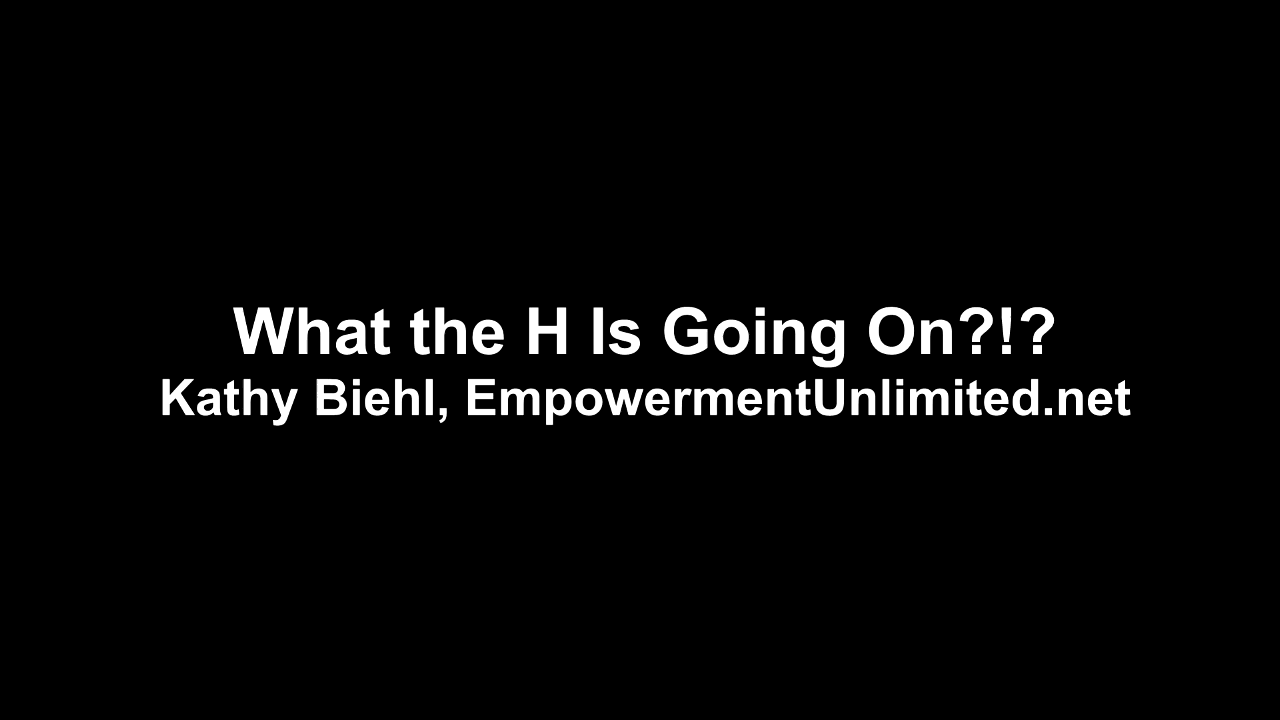 What the H Is Going On?!?
Kathy Biehl, EmpowermentUnlimited.net